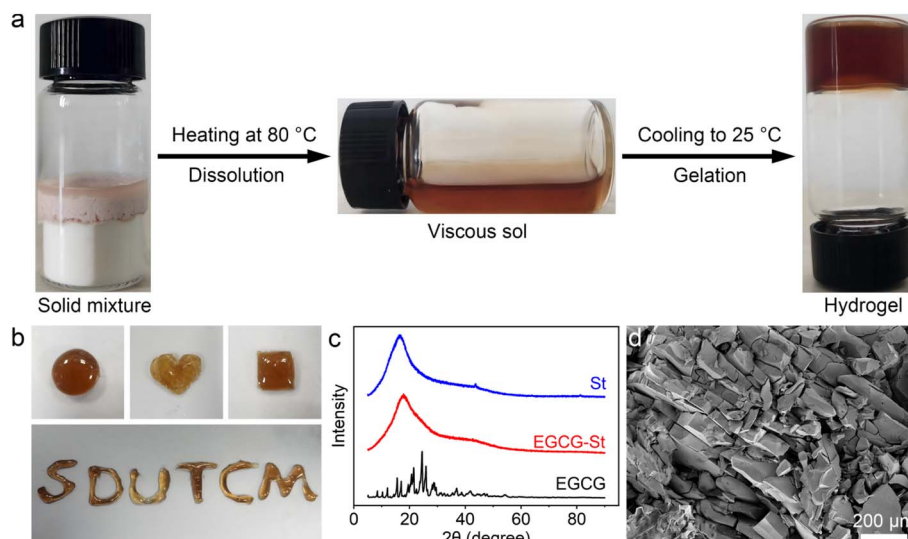 a
Heating at 80 °C
Dissolution
Cooling to 25 °C
Gelation
Viscous sol
Solid mixture
Hydrogel
b
SDUTCM
c
St
EGCG-St
EGCG
Intensity
0 20 40 60 80
2θ (degree)
d
200 µm